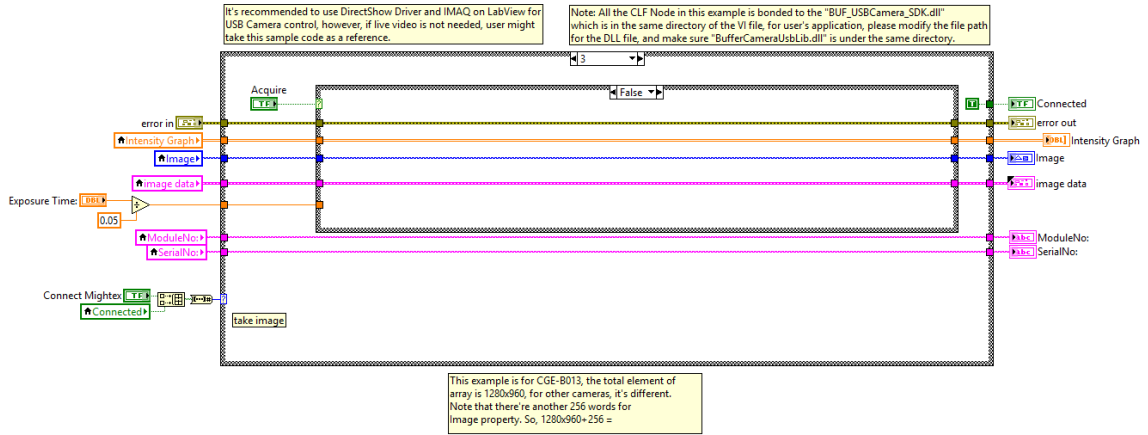 It's recommended to use DirectShow Driver and IMAQ on LabView for
USB Camera control, however, if live video is not needed, user might
take this sample code as a reference.
Note: All the CLF Node in this example is bonded to the "BUF_USBCamera_SDK.dll"
which is in the same directory of the VI file, for user's application, please modify the file path
for the DLL file, and make sure "BufferCameraUsbLib.dll" is under the same directory.
3
Acquire
TF
False
T
TF
Connected
error in
error out
Intensity Graph
DBL
Intensity Graph
Image
Image
image data
image data
Exposure Time:
DBL
0.05
ModuleNo:
abc
ModuleNo:
SerialNo:
abc
SerialNo:
Connect Mightex
TF
Connected
take image
This example is for CGE-B013, the total element of
array is 1280x960, for other cameras, it's different.
Note that there're another 256 words for
Image property. So, 1280x960+256 =